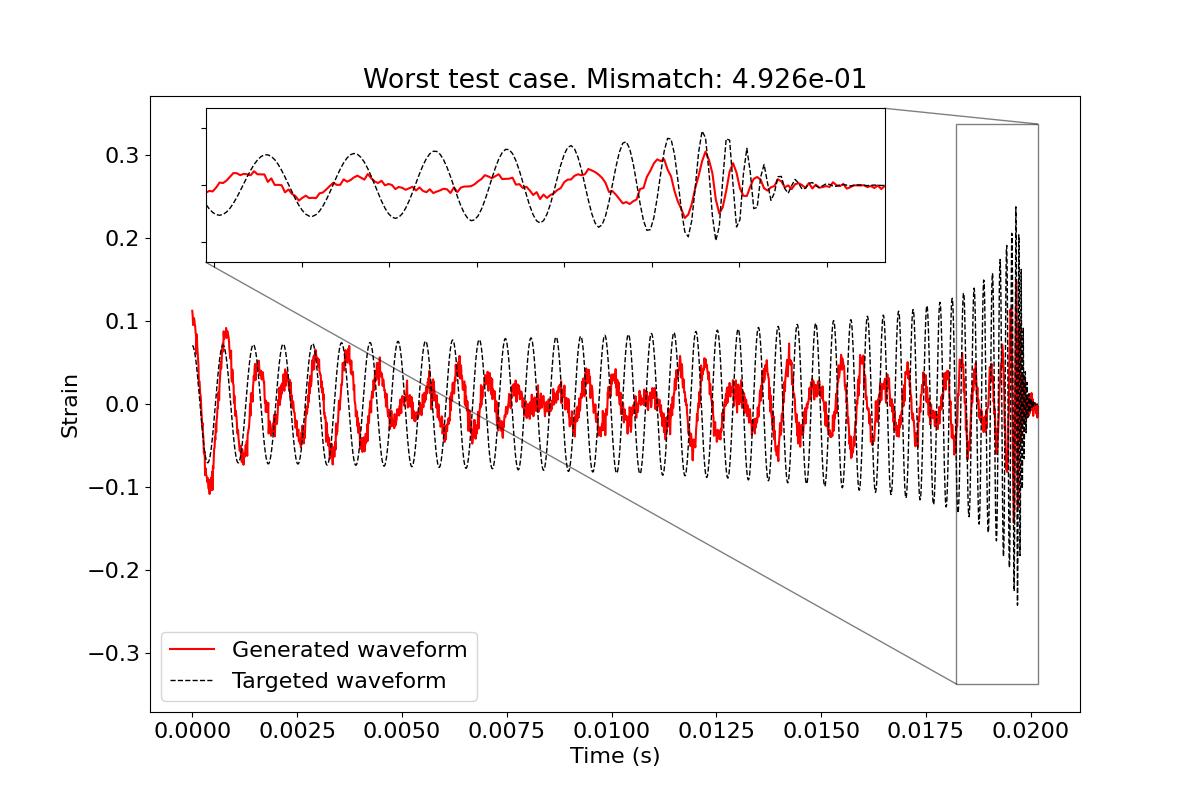 Worst test case. Mismatch: 4.926e-01
0.3
0.2
0.1
0.0
−0.1
−0.2
−0.3
Strain
Generated waveform
Targeted waveform
0.0000 0.0025 0.0050 0.0075 0.0100 0.0125 0.0150 0.0175 0.0200
Time (s)